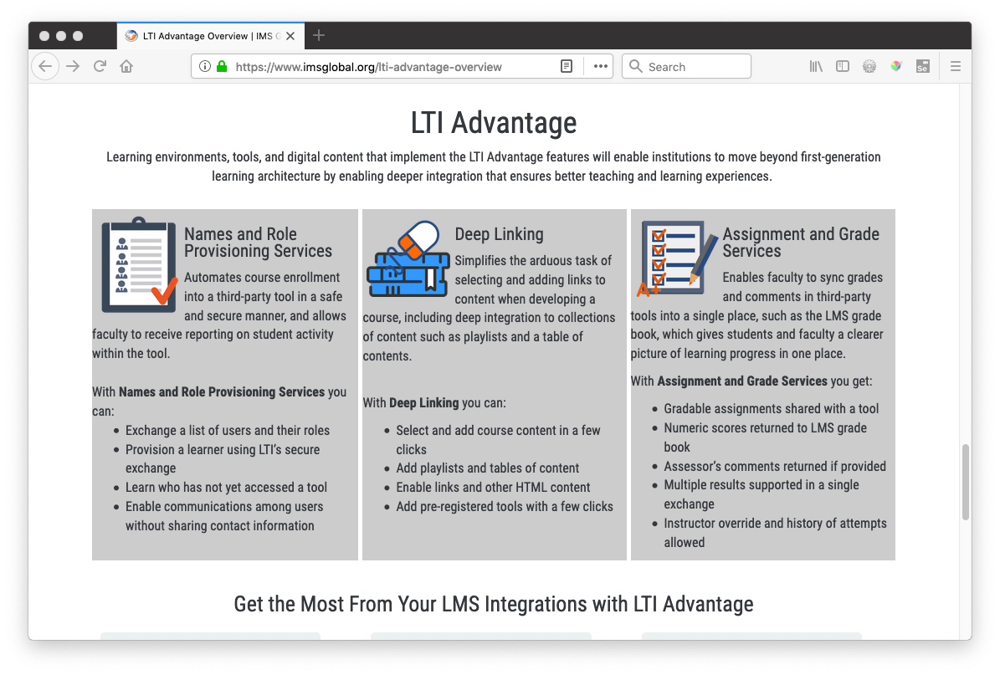 LTI Advantage Overview | IMS G
https://www.imsglobal.org/lti-advantage-overview
Search
Se
LTI Advantage
Learning environments, tools, and digital content that implement the LTI Advantage features will enable institutions to move beyond first-generation
learning architecture by enabling deeper integration that ensures better teaching and learning experiences.
Names and Role
Provisioning Services
Automates course enrollment
into a third-party tool in a safe
and secure manner, and allows
faculty to receive reporting on student activity
within the tool.
With Names and Role Provisioning Services you
can:
• Exchange a list of users and their roles
• Provision a learner using LTI’s secure
exchange
• Learn who has not yet accessed a tool
• Enable communications among users
without sharing contact information
Deep Linking
Simplifies the arduous task of
selecting and adding links to
content when developing a
course, including deep integration to collections
of content such as playlists and a table of
contents.
With Deep Linking you can:
• Select and add course content in a few
clicks
• Add playlists and tables of content
• Enable links and other HTML content
• Add pre-registered tools with a few clicks
A+
Assignment and Grade
Services
Enables faculty to sync grades
and comments in third-party
tools into a single place, such as the LMS grade
book, which gives students and faculty a clearer
picture of learning progress in one place.
With Assignment and Grade Services you get:
• Gradable assignments shared with a tool
• Numeric scores returned to LMS grade
book
• Assessor’s comments returned if provided
• Multiple results supported in a single
exchange
• Instructor override and history of attempts
allowed
Get the Most From Your LMS Integrations with LTI Advantage